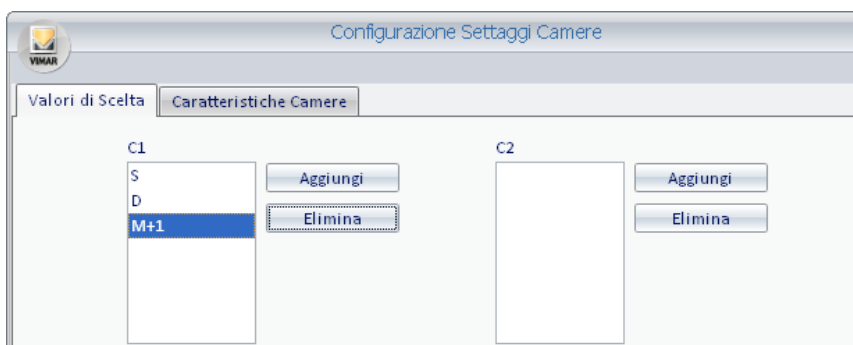 Configurazione Settaggi Camere
VIMAR
Valori di Scelta Caratteristiche Camere
C1 C2
S Aggiungi Aggiungi
D
M+1 Elimina Elimina